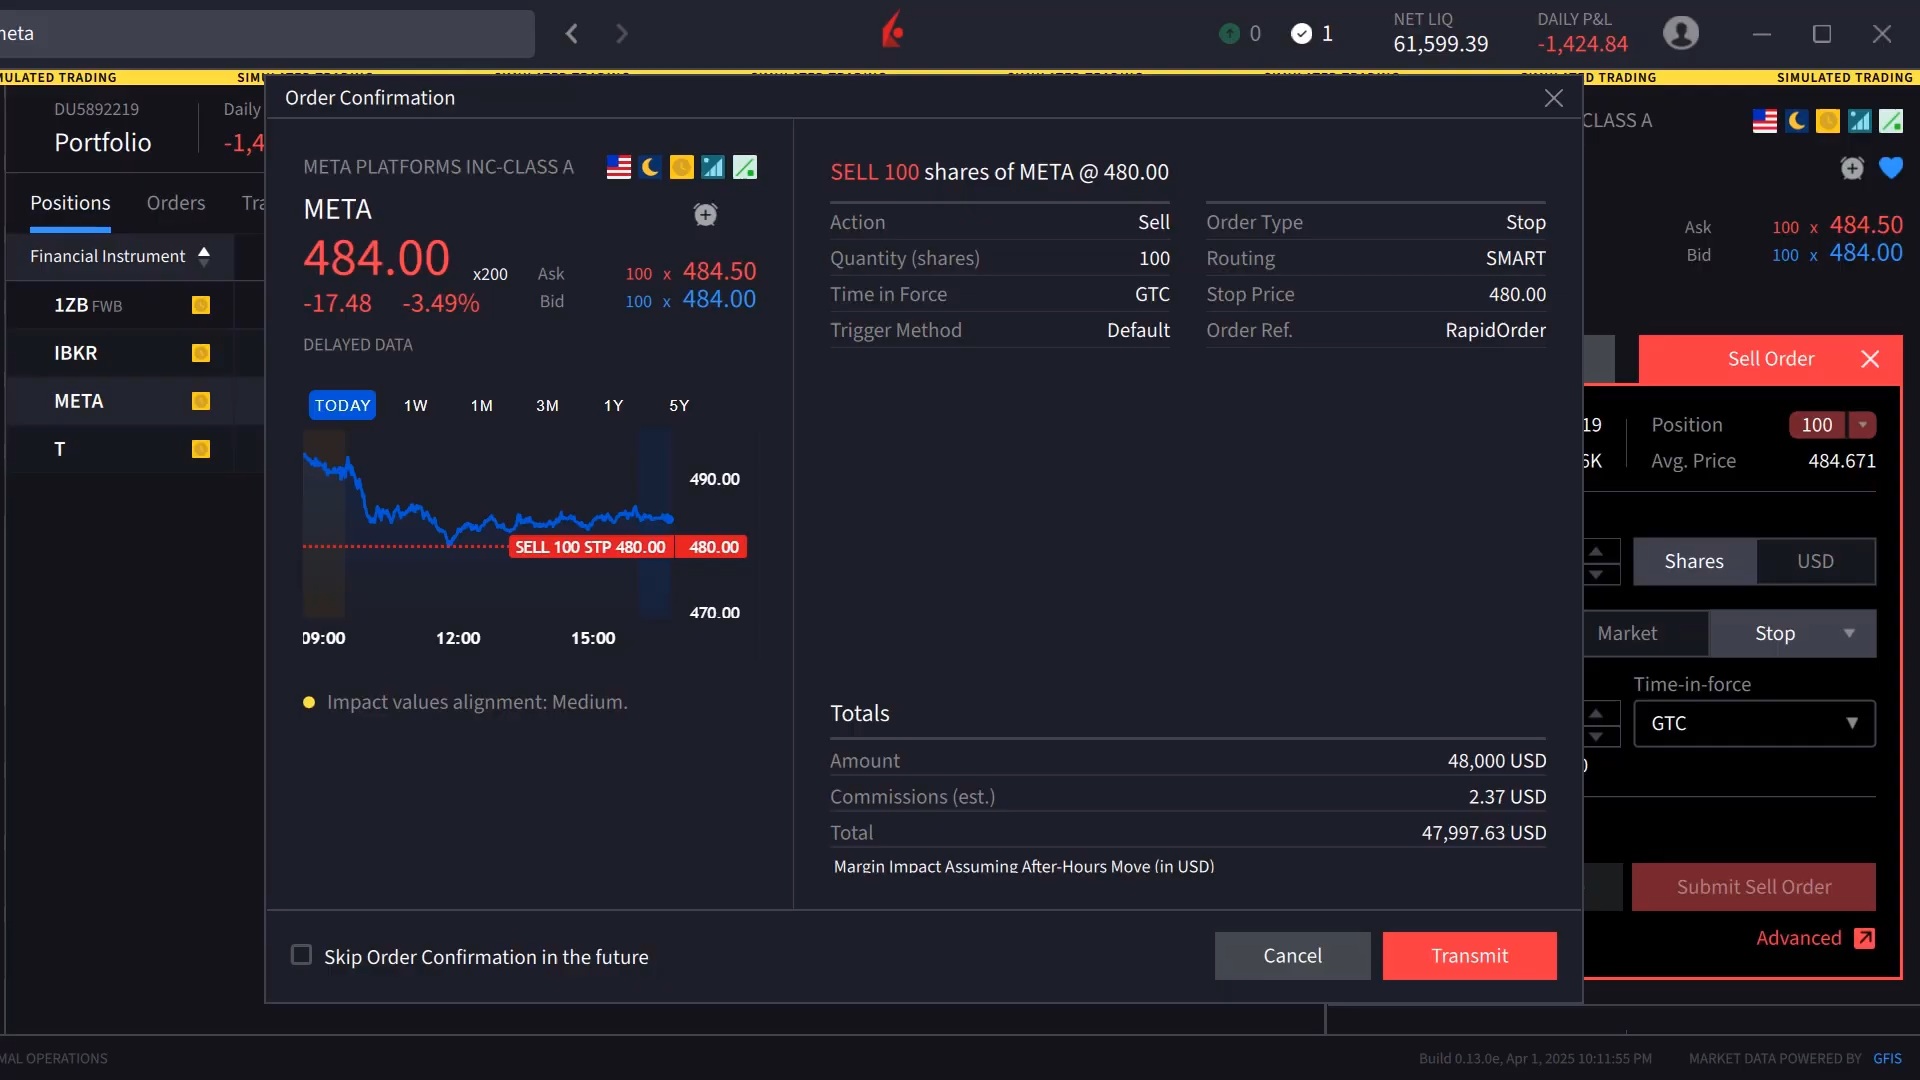 neta
0
1
NET LIQ
61,599.39
DAILY P&L
-1,424.84
SIMULATED TRADING
DU5892219
Portfolio
Daily
-1,4
Positions
Orders
Tra
Financial Instrument
1ZB FWB
IBKR
META
T
Order Confirmation
META PLATFORMS INC-CLASS A
META
484.00
x200
-17.48 -3.49%
Ask 100 x 484.50
Bid 100 x 484.00
DELAYED DATA
TODAY 1W 1M 3M 1Y 5Y
490.00
SELL 100 STP 480.00 480.00
470.00
09:00 12:00 15:00
Impact values alignment: Medium.
SELL 100 shares of META @ 480.00
Action Sell
Quantity (shares) 100
Time in Force GTC
Trigger Method Default
Order Type Stop
Routing SMART
Stop Price 480.00
Order Ref. RapidOrder
Totals
Amount 48,000 USD
Commissions (est.) 2.37 USD
Total 47,997.63 USD
Margin Impact Assuming After-Hours Move (in USD)
Skip Order Confirmation in the future
Cancel
Transmit
D TRADING
SIMULATED TRADING
CLASS A
Ask 100 x 484.50
Bid 100 x 484.00
Sell Order
19
Position 100
5K
Avg. Price 484.671
Shares USD
Market Stop
Time-in-force
GTC
Submit Sell Order
Advanced
MAL OPERATIONS
Build 0.13.0e, Apr 1, 2025 10:11:55 PM
MARKET DATA POWERED BY GFIS